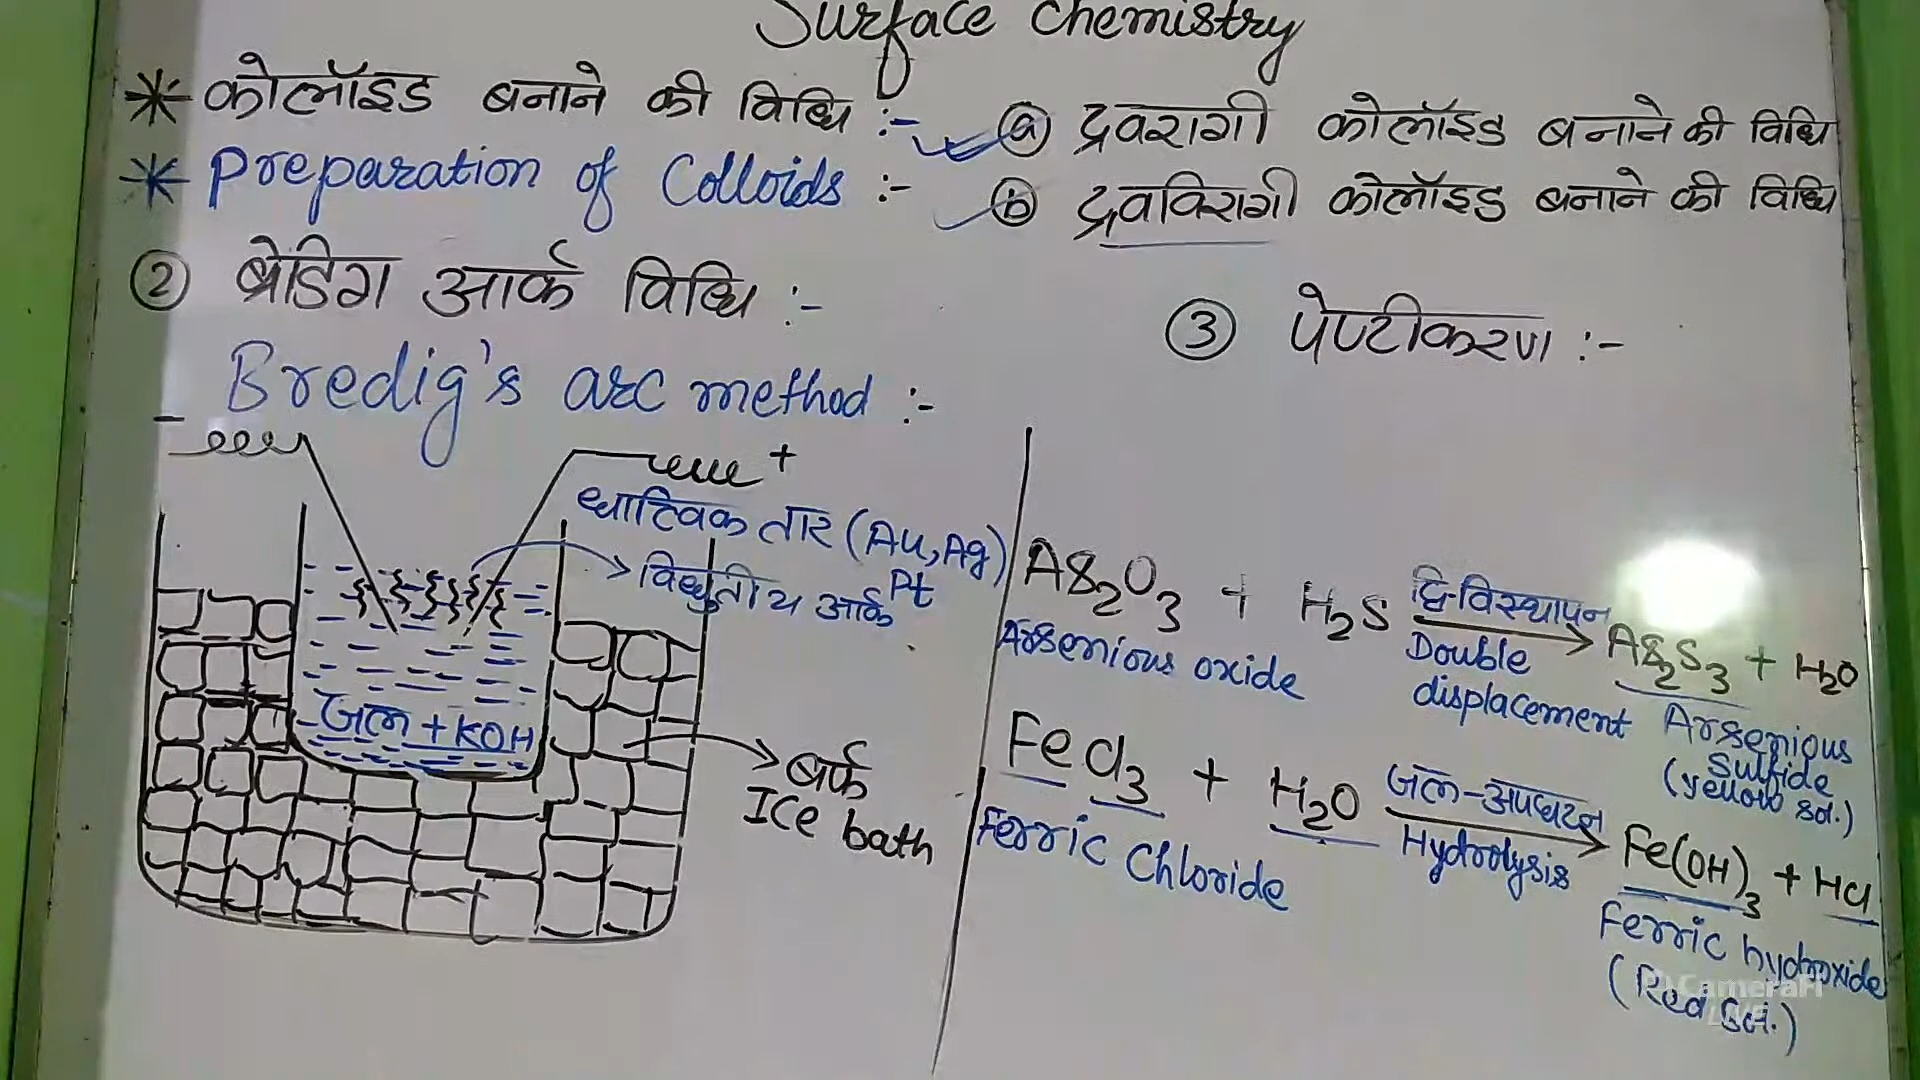 Surface Chemistry
* कोलॉइड बनाने की विधि :-
* Preparation of Colloids :-
ⓐ द्रवरागी कोलॉइड बनाने की विधि
ⓑ द्रवविरागी कोलॉइड बनाने की विधि
② ब्रेडिग आर्क विधि :-
Bredig's arc method :-
-
+
धात्विक तार (Au, Ag)
Pt
विधुतीय आर्क
जल + KOH
बर्फ
ICe bath
③ पेप्टीकरण :-
As₂O₃ + H₂S द्वि-विस्थापन → As₂S₃ + H₂O
Arsenious oxide
Double
displacement
Arsenious
Sulfide
(yellow Sol.)
FeCl₃ + H₂O जल-अपघटन → Fe(OH)₃ + HCl
Ferric Chloride
Hydrolysis
Ferric hydroxide
(Red Sol.)
CameraFi
LIVE